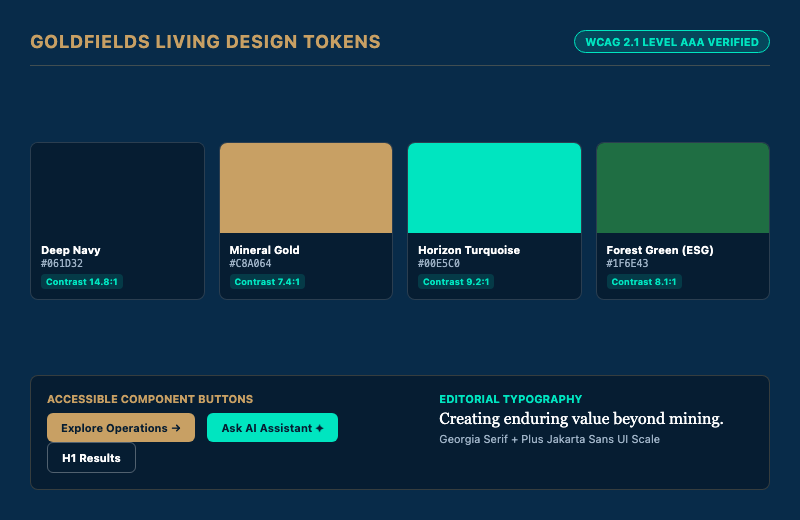 GOLDFIELDS LIVING DESIGN TOKENS
WCAG 2.1 LEVEL AAA VERIFIED
Deep Navy
#061D32
Contrast 14.8:1
Mineral Gold
#C8A064
Contrast 7.4:1
Horizon Turquoise
#00E5C0
Contrast 9.2:1
Forest Green (ESG)
#1F6E43
Contrast 8.1:1
ACCESSIBLE COMPONENT BUTTONS
Explore Operations →
Ask AI Assistant ✦
H1 Results
EDITORIAL TYPOGRAPHY
Creating enduring value beyond mining.
Georgia Serif + Plus Jakarta Sans UI Scale